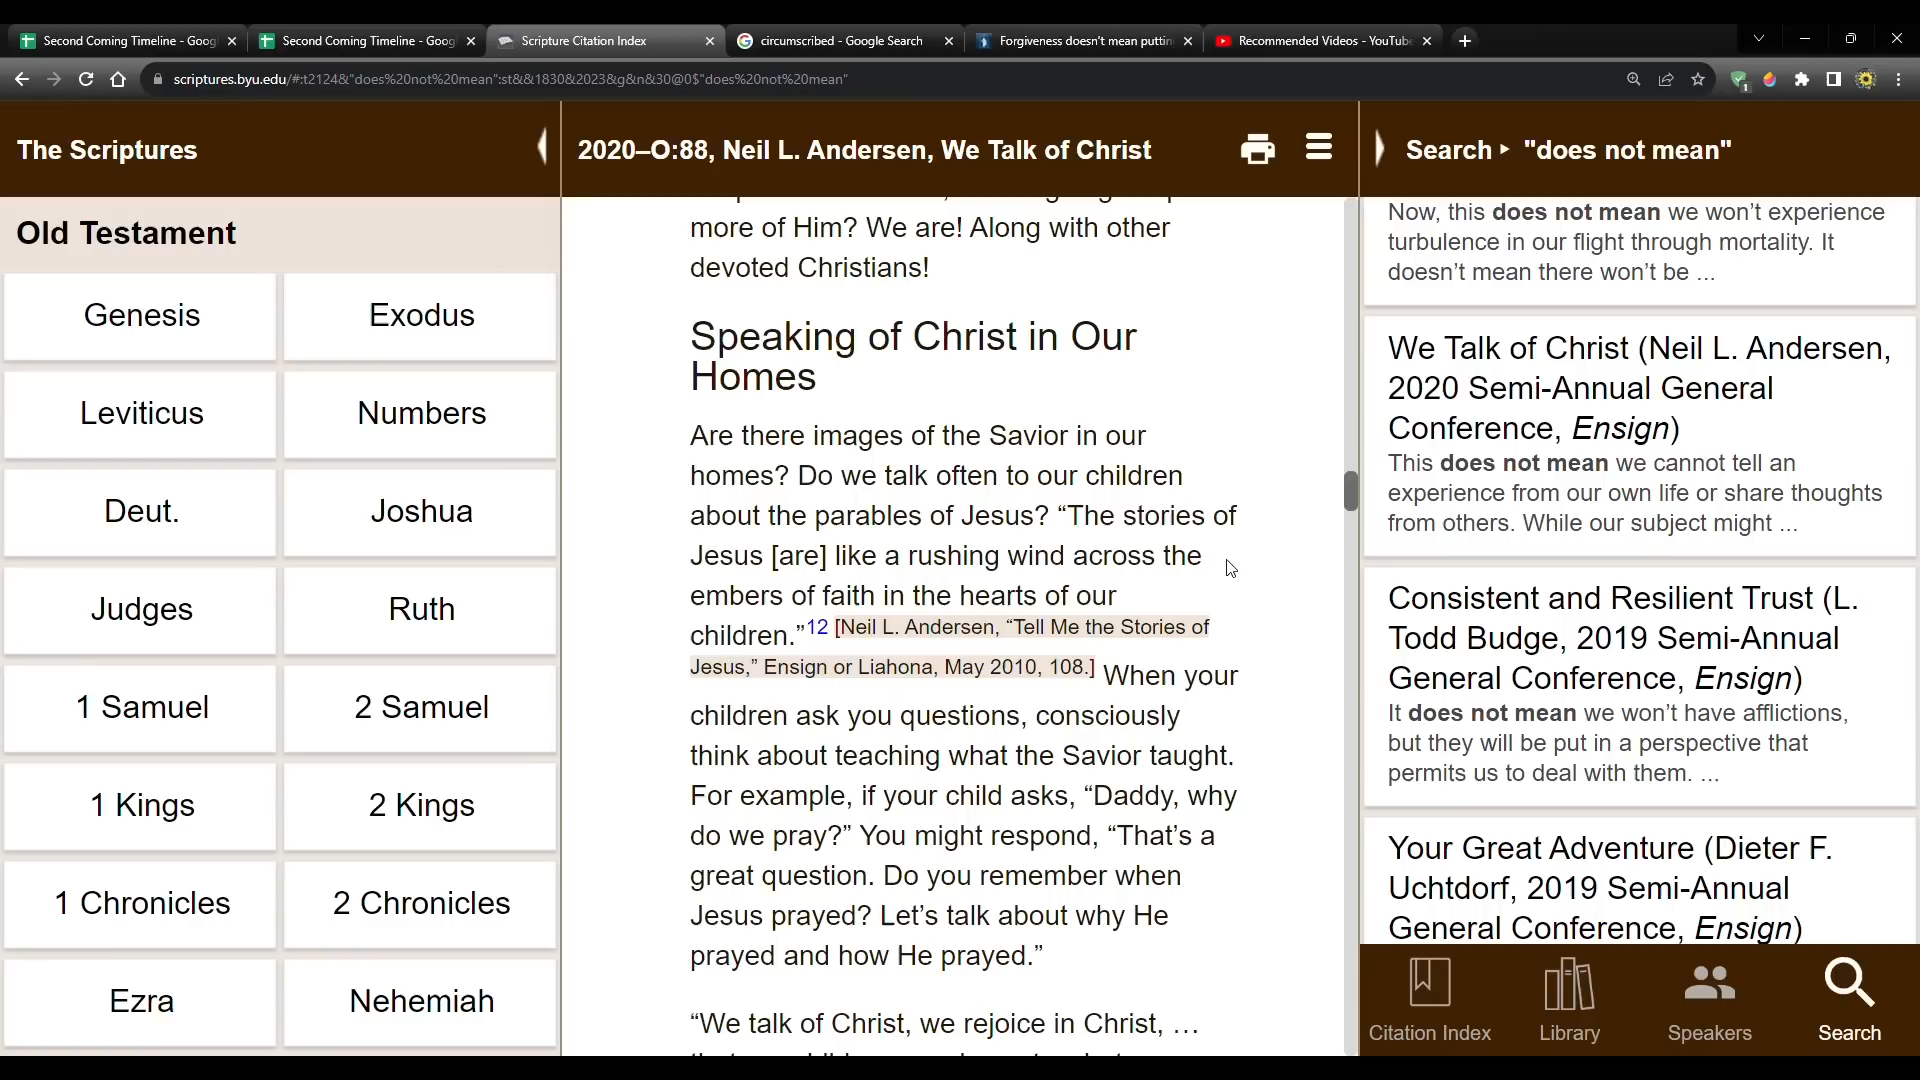 Second Coming Timeline - Goog
Second Coming Timeline - Goog
Scripture Citation Index
circumscribed - Google Search
Forgiveness doesn't mean puttin
Recommended Videos - YouTub
scriptures.byu.edu/#:t2124&"does%20not%20mean":st&&1830&2023&g&n&30@0$"does%20not%20mean"
1
The Scriptures
Old Testament
Genesis
Exodus
Leviticus
Numbers
Deut.
Joshua
Judges
Ruth
1 Samuel
2 Samuel
1 Kings
2 Kings
1 Chronicles
2 Chronicles
Ezra
Nehemiah
2020–O:88, Neil L. Andersen, We Talk of Christ
more of Him? We are! Along with other
devoted Christians!
Speaking of Christ in Our
Homes
Are there images of the Savior in our
homes? Do we talk often to our children
about the parables of Jesus? “The stories of
Jesus [are] like a rushing wind across the
embers of faith in the hearts of our
children.”12 [Neil L. Andersen, “Tell Me the Stories of
Jesus,” Ensign or Liahona, May 2010, 108.] When your
children ask you questions, consciously
think about teaching what the Savior taught.
For example, if your child asks, “Daddy, why
do we pray?” You might respond, “That’s a
great question. Do you remember when
Jesus prayed? Let’s talk about why He
prayed and how He prayed.”
“We talk of Christ, we rejoice in Christ, …
Search ▸ "does not mean"
Now, this does not mean we won’t experience
turbulence in our flight through mortality. It
doesn’t mean there won’t be ...
We Talk of Christ (Neil L. Andersen,
2020 Semi-Annual General
Conference, Ensign)
This does not mean we cannot tell an
experience from our own life or share thoughts
from others. While our subject might ...
Consistent and Resilient Trust (L.
Todd Budge, 2019 Semi-Annual
General Conference, Ensign)
It does not mean we won’t have afflictions,
but they will be put in a perspective that
permits us to deal with them. ...
Your Great Adventure (Dieter F.
Uchtdorf, 2019 Semi-Annual
General Conference, Ensign)
Citation Index
Library
Speakers
Search